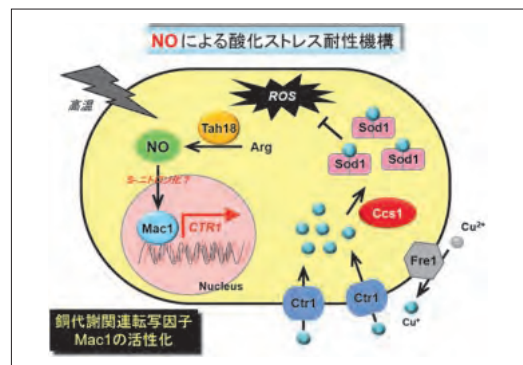 NOによる酸化ストレス耐性機構
高温
ROS
Tah18
NO
Arg
S-ニトロソ化?
Mac1
CTR1
Nucleus
Sod1
Sod1
Sod1
Ccs1
Cu²⁺
Fre1
Ctr1
Ctr1
Cu⁺
銅代謝関連転写因子
Mac1の活性化